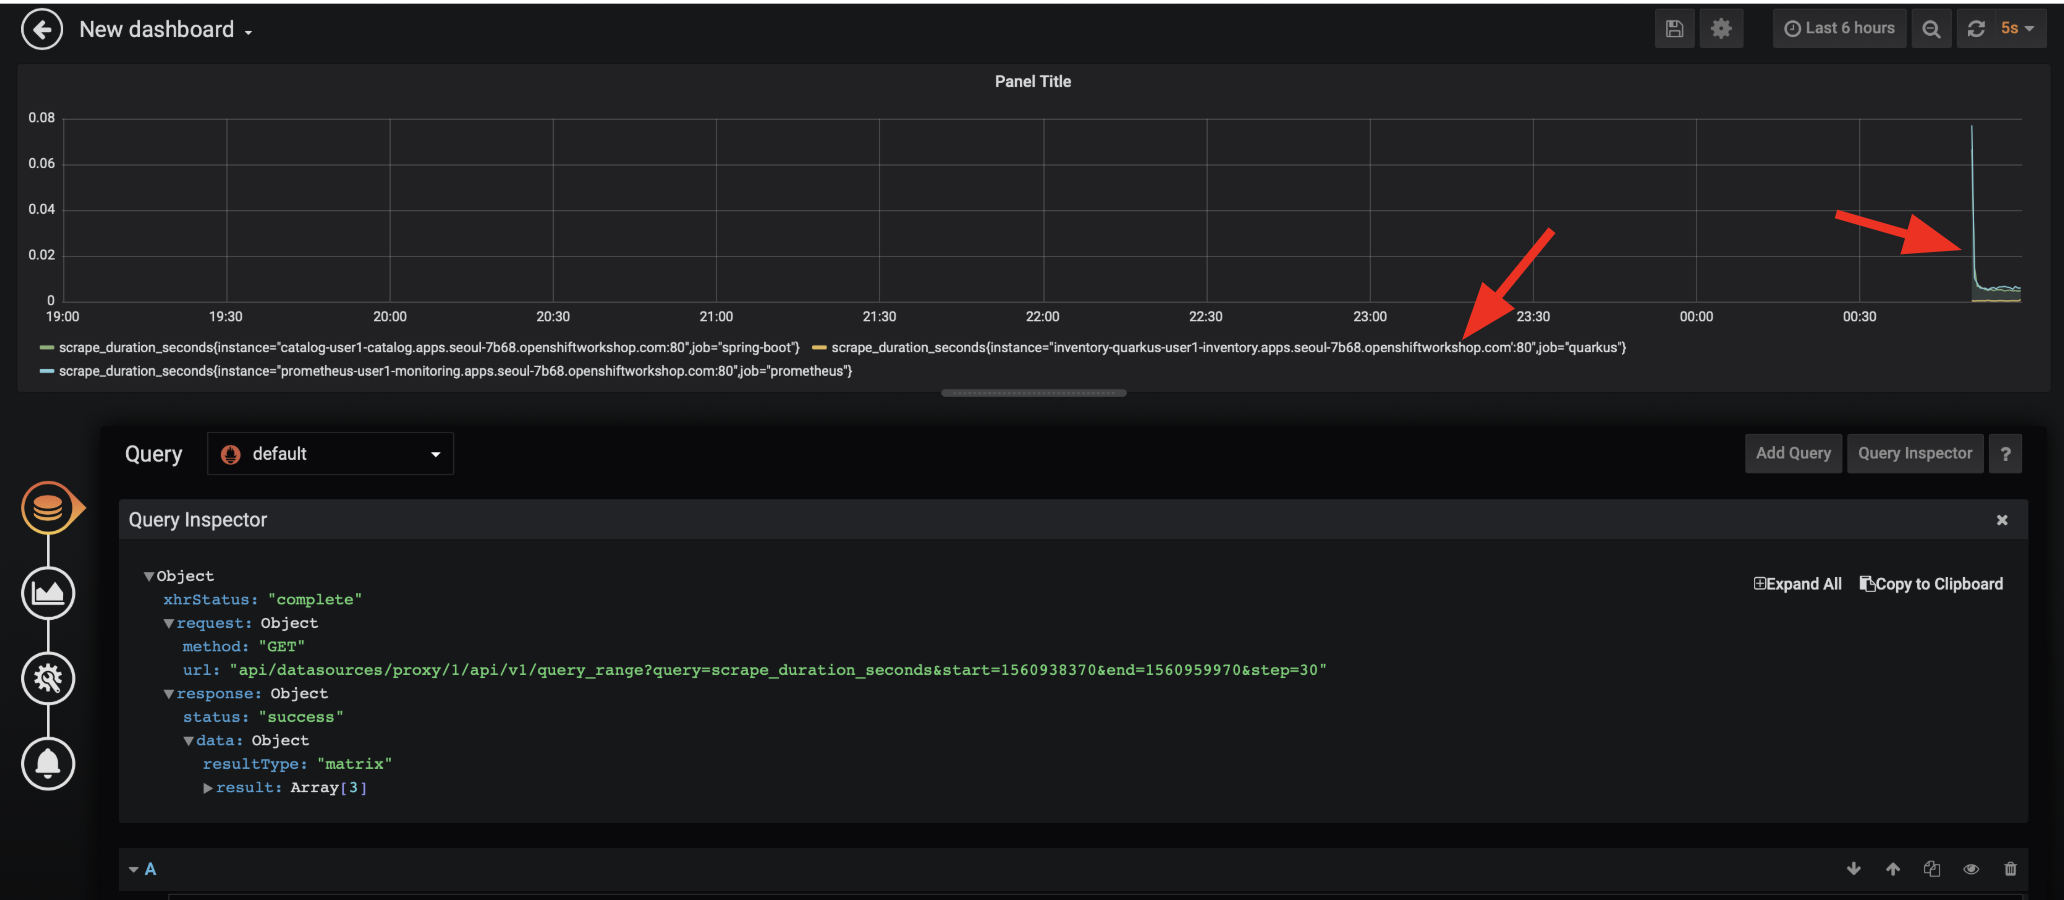 New dashboard
Last 6 hours
5s
Panel Title
0.08
0.06
0.04
0.02
0
19:00 19:30 20:00 20:30 21:00 21:30 22:00 22:30 23:00 23:30 00:00 00:30
scrape_duration_seconds{instance="catalog-user1-catalog.apps.seoul-7b68.openshiftworkshop.com:80",job="spring-boot"} scrape_duration_seconds{instance="inventory-quarkus-user1-inventory.apps.seoul-7b68.openshiftworkshop.com':80",job="quarkus"}
scrape_duration_seconds{instance="prometheus-user1-monitoring.apps.seoul-7b68.openshiftworkshop.com:80",job="prometheus"}
Query default Add Query Query Inspector ?
Query Inspector
Object
Expand All Copy to Clipboard
xhrStatus: "complete"
request: Object
method: "GET"
url: "api/datasources/proxy/1/api/v1/query_range?query=scrape_duration_seconds&start=1560938370&end=1560959970&step=30"
response: Object
status: "success"
data: Object
resultType: "matrix"
result: Array[3]
A